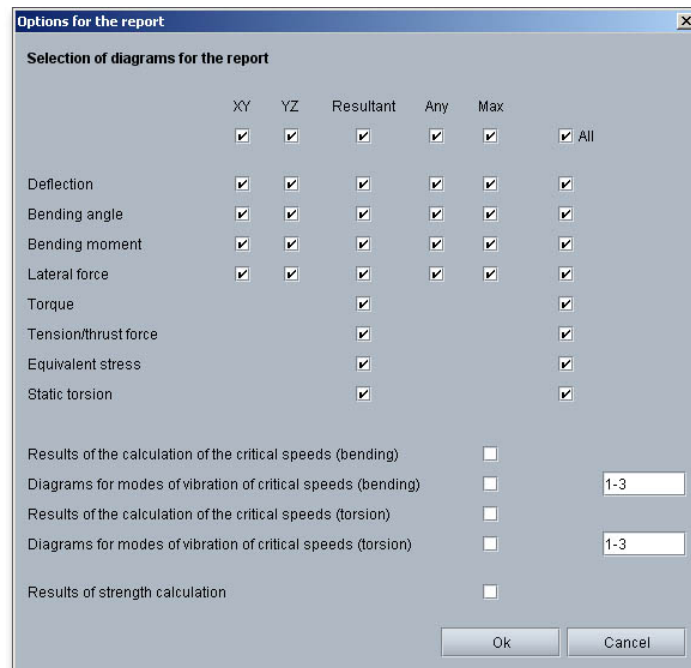 Options for the report
Selection of diagrams for the report
XY YZ Resultant Any Max
All
Deflection
Bending angle
Bending moment
Lateral force
Torque
Tension/thrust force
Equivalent stress
Static torsion
Results of the calculation of the critical speeds (bending)
Diagrams for modes of vibration of critical speeds (bending) 1-3
Results of the calculation of the critical speeds (torsion)
Diagrams for modes of vibration of critical speeds (torsion) 1-3
Results of strength calculation
Ok Cancel